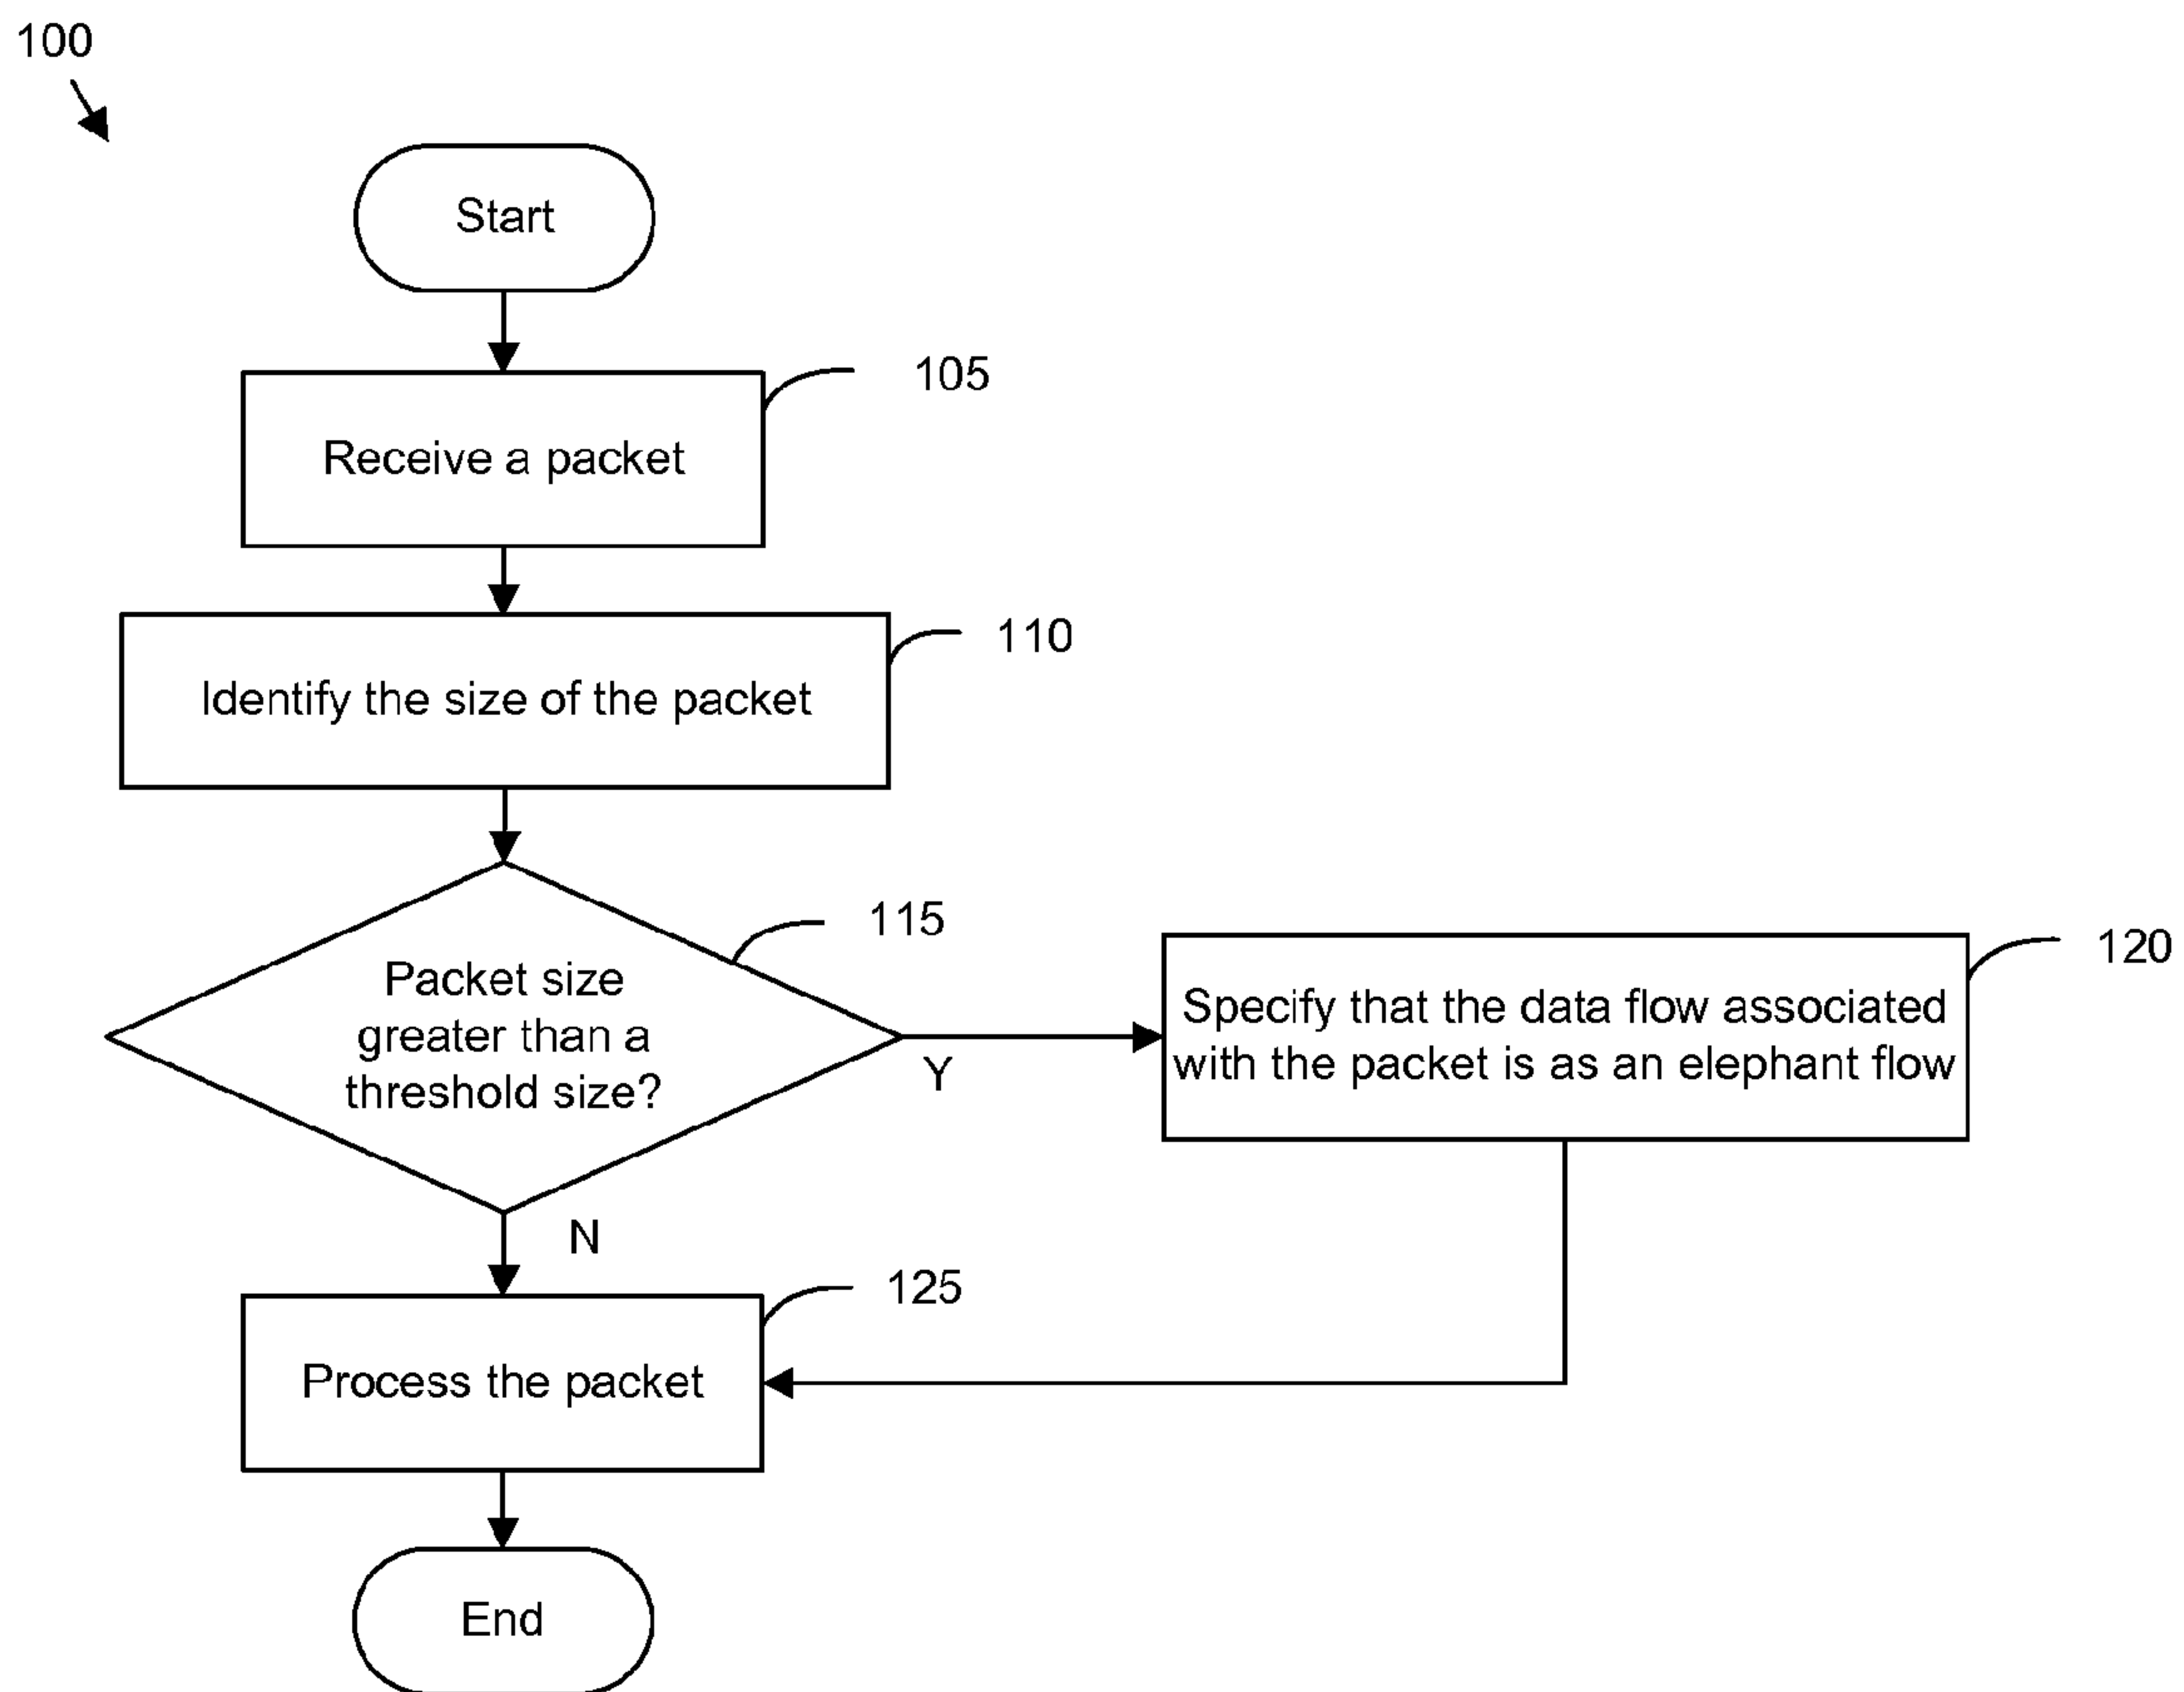 100
Start
105
Receive a packet
110
Identify the size of the packet
115
Packet size
greater than a
threshold size?
Y
120
Specify that the data flow associated
with the packet is as an elephant flow
N
125
Process the packet
End